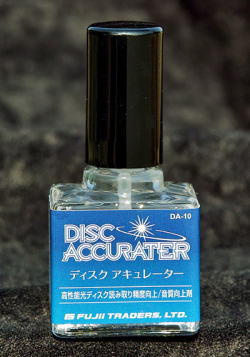 DA-10
DISC
ACCURATER
ディスク アキュレーター
高性能光ディスク読み取り精度向上/音質向上剤
FUJII TRADERS, LTD.